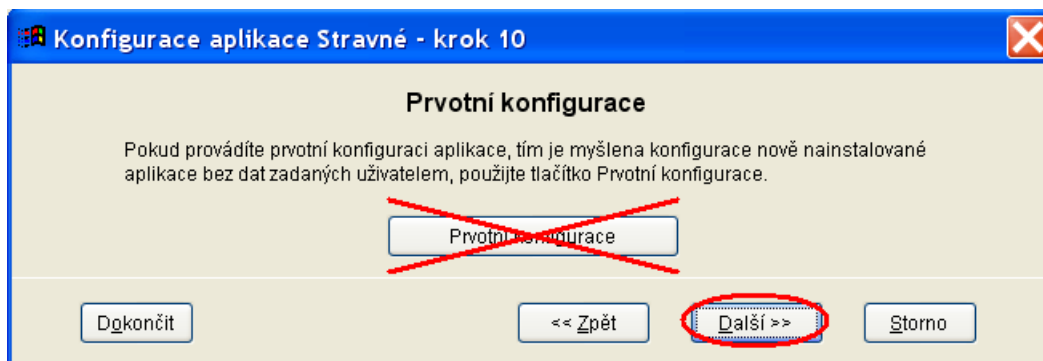 Konfigurace aplikace Stravné - krok 10
Prvotní konfigurace
Pokud provádíte prvotní konfiguraci aplikace, tím je myšlena konfigurace nově nainstalované
aplikace bez dat zadaných uživatelem, použijte tlačítko Prvotní konfigurace.
Prvotní konfigurace
Dokončit
<< Zpět
Další >>
Storno